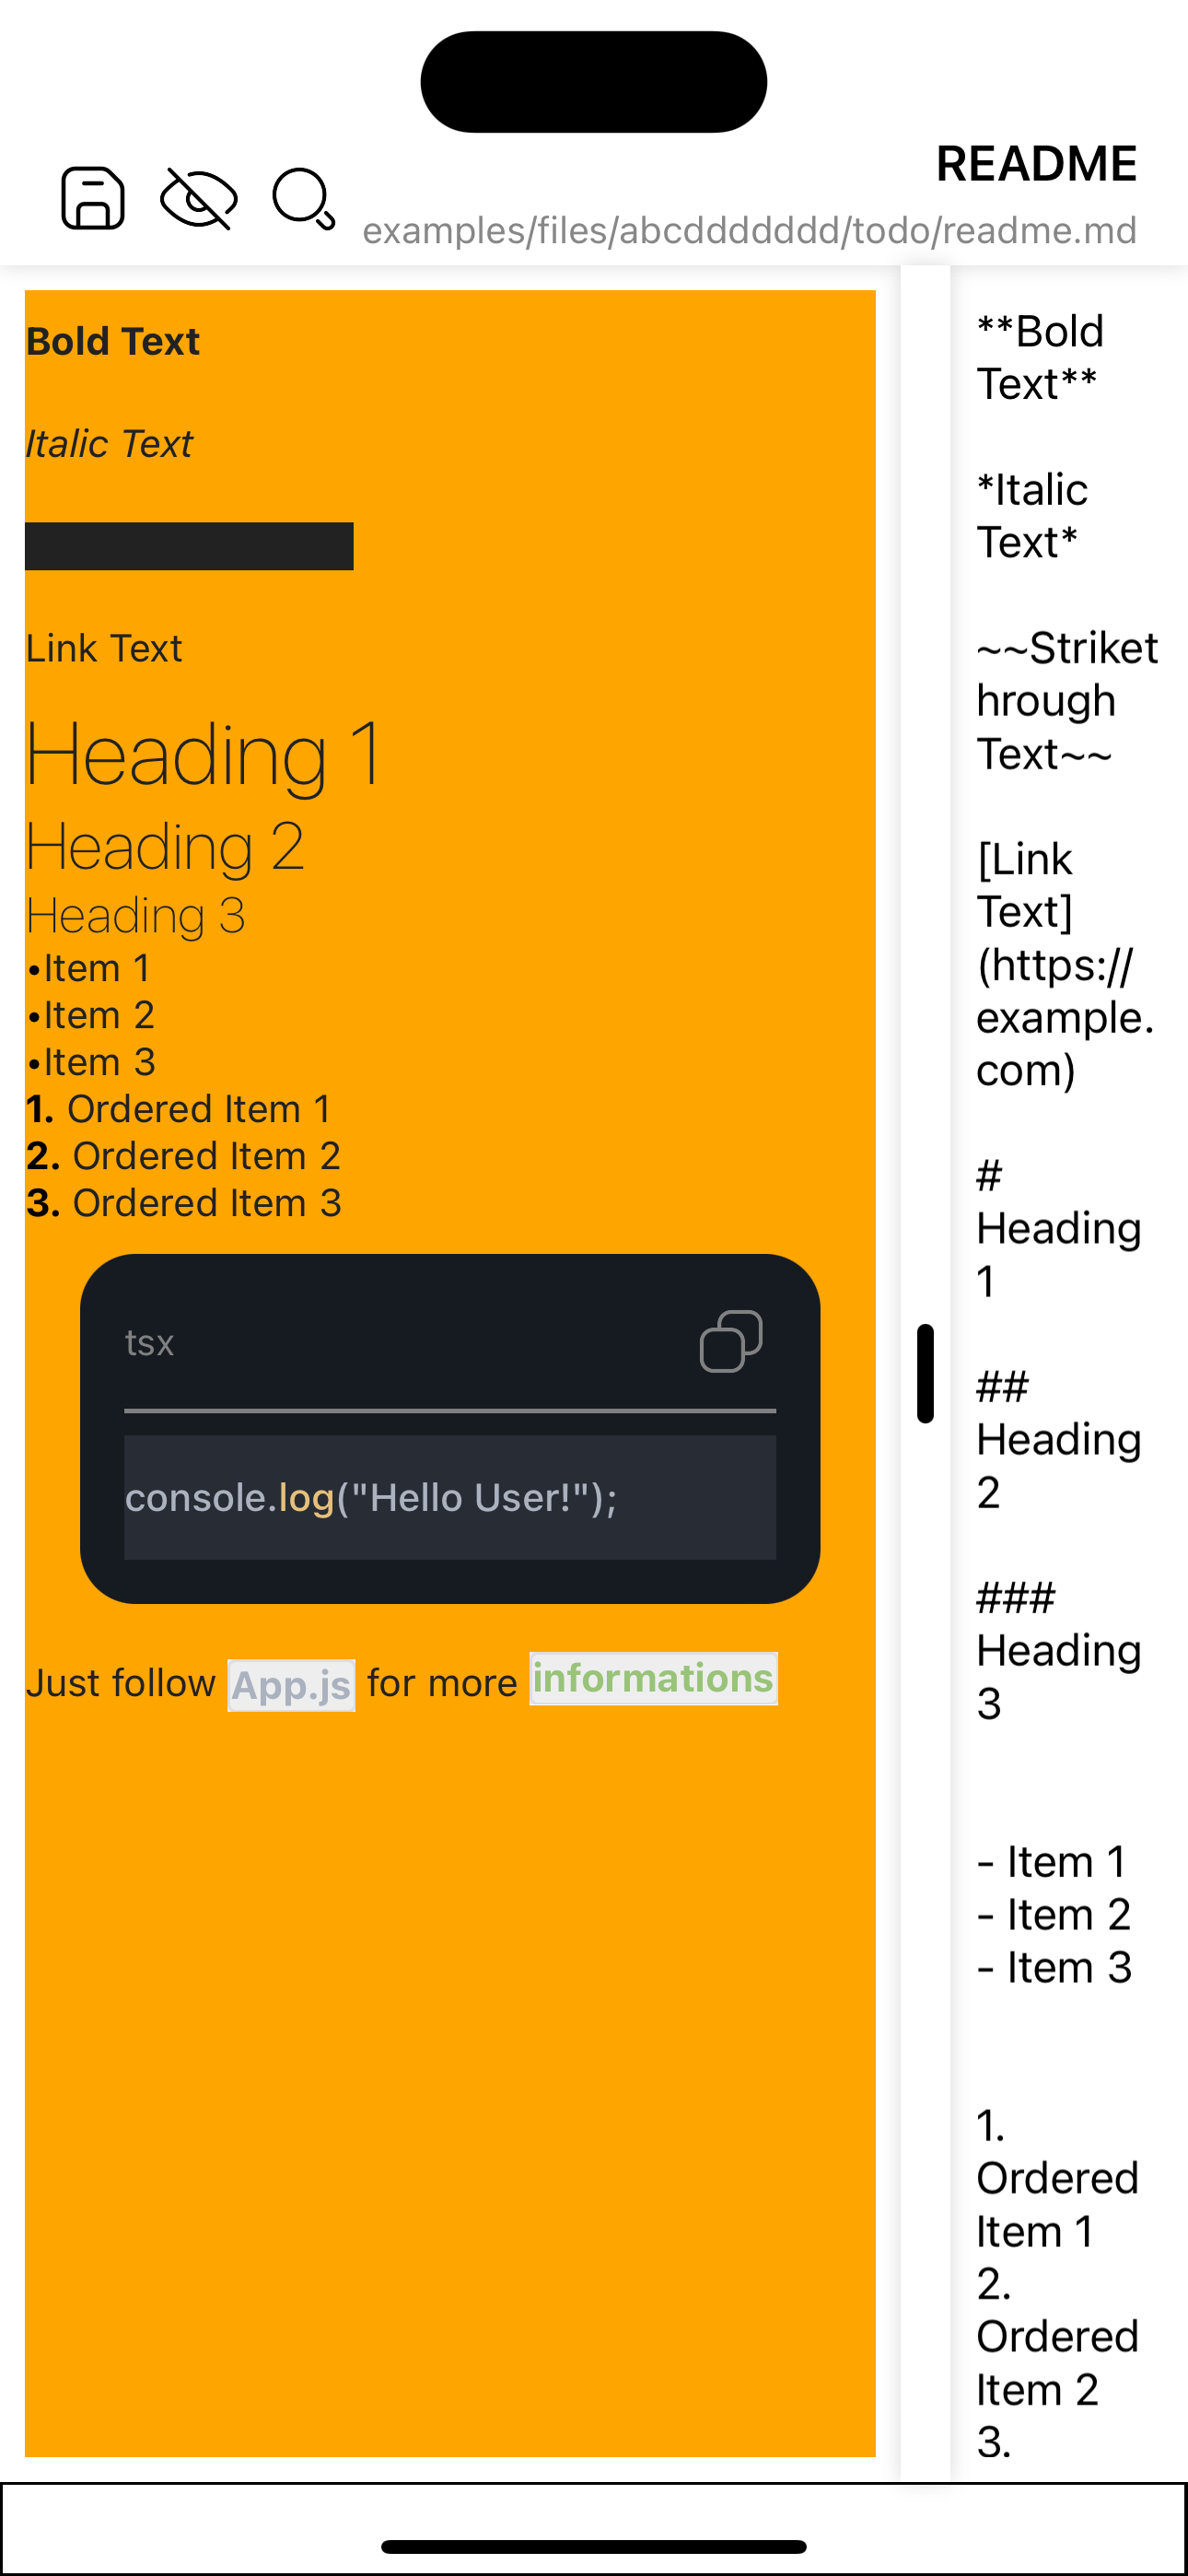 README
examples/files/abcddddddd/todo/readme.md
Bold Text
Italic Text
Link Text
Heading 1
Heading 2
Heading 3
•Item 1
•Item 2
•Item 3
1. Ordered Item 1
2. Ordered Item 2
3. Ordered Item 3
tsx
console.log("Hello User!");
Just follow App.js for more informations
**Bold
Text**
*Italic
Text*
~~Striket
hrough
Text~~
[Link
Text]
(https://
example.
com)
#
Heading
1
##
Heading
2
###
Heading
3
- Item 1
- Item 2
- Item 3
1.
Ordered
Item 1
2.
Ordered
Item 2
3.